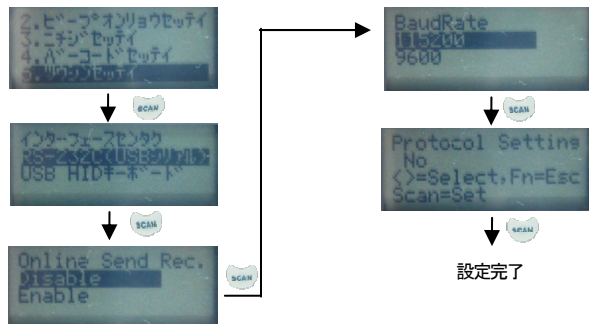 2.ビープオンリョウセッテイ
3.ニチジセッテイ
4.バーコードセッテイ
5.ツウシンセッテイ
SCAN
インターフェースセンタク
RS-232C(USBシリアル)
USB HIDキーボード
SCAN
Online Send Rec.
Disable
Enable
SCAN
BaudRate
115200
9600
SCAN
Protocol Setting
No
<>=Select,Fn=Esc
Scan=Set
SCAN
設定完了